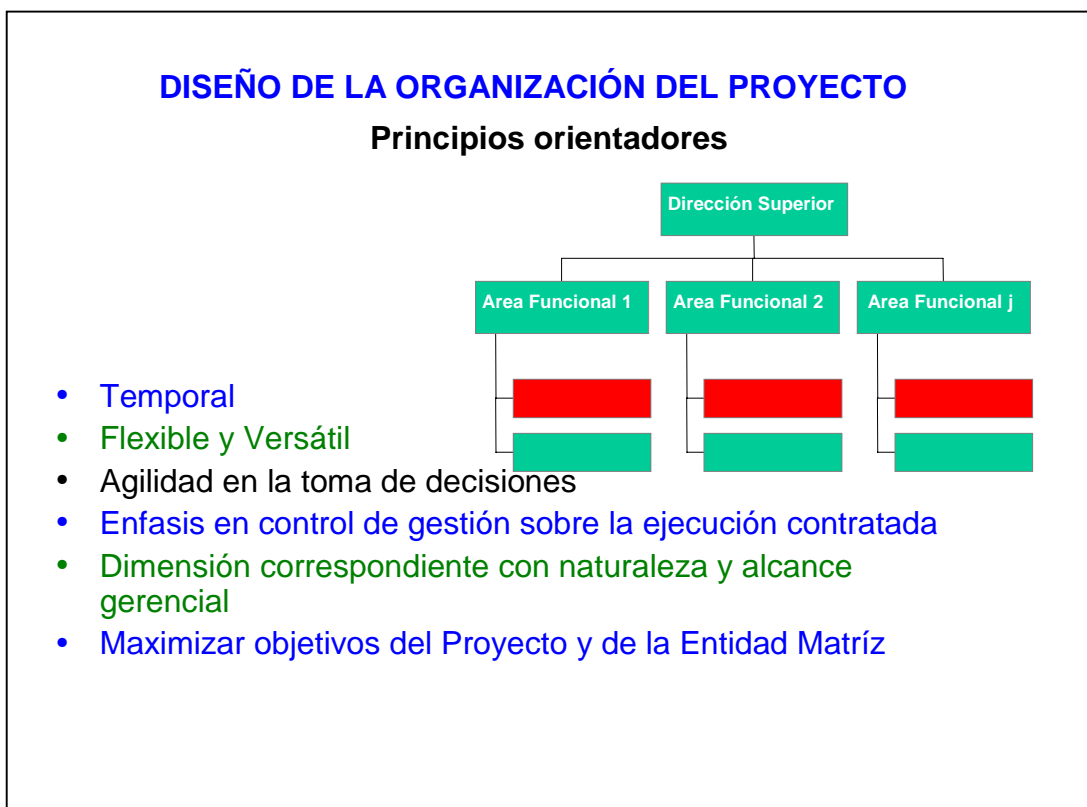 DISEÑO DE LA ORGANIZACIÓN DEL PROYECTO
Principios orientadores
Dirección Superior
Area Funcional 1
Area Funcional 2
Area Funcional j
• Temporal
• Flexible y Versátil
• Agilidad en la toma de decisiones
• Enfasis en control de gestión sobre la ejecución contratada
• Dimensión correspondiente con naturaleza y alcance
gerencial
• Maximizar objetivos del Proyecto y de la Entidad Matríz